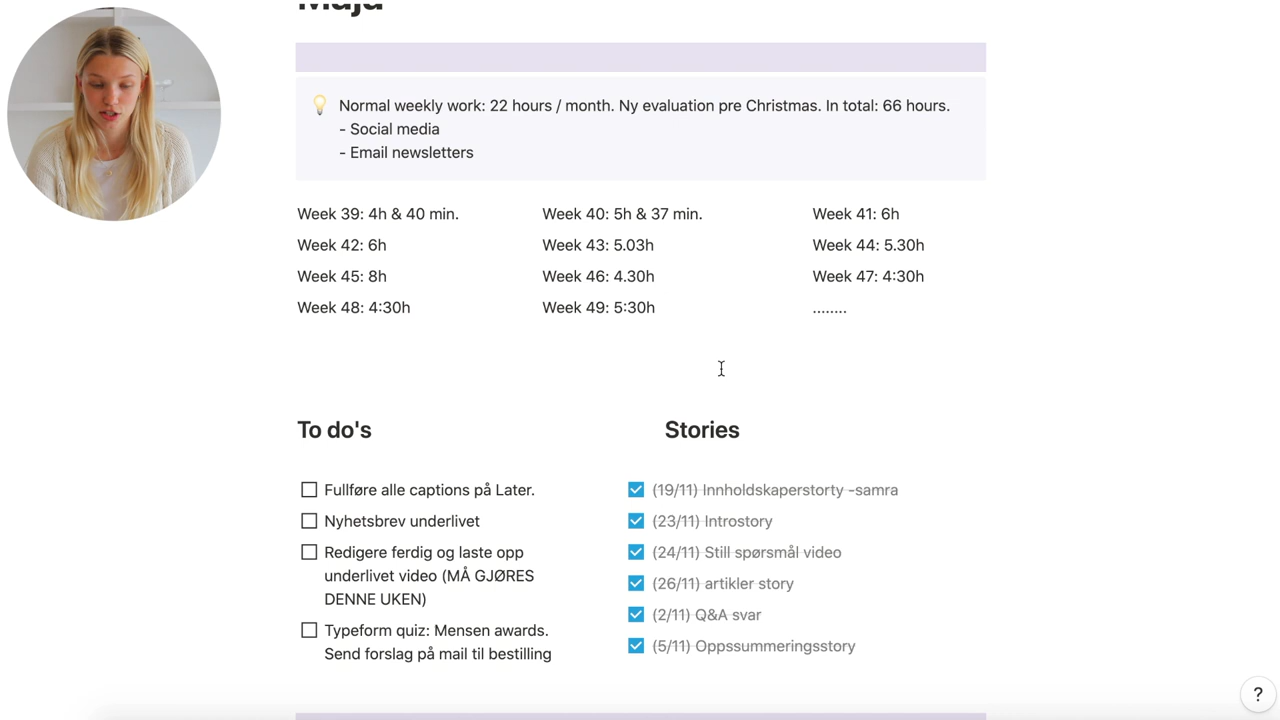 Maja
Normal weekly work: 22 hours / month. Ny evaluation pre Christmas. In total: 66 hours.
- Social media
- Email newsletters
Week 39: 4h & 40 min.
Week 40: 5h & 37 min.
Week 41: 6h
Week 42: 6h
Week 43: 5.03h
Week 44: 5.30h
Week 45: 8h
Week 46: 4.30h
Week 47: 4:30h
Week 48: 4:30h
Week 49: 5:30h
........
To do's
Fullføre alle captions på Later.
Nyhetsbrev underlivet
Redigere ferdig og laste opp
underlivet video (MÅ GJØRES
DENNE UKEN)
Typeform quiz: Mensen awards.
Send forslag på mail til bestilling
Stories
(19/11) Innholdskaperstorty -samra
(23/11) Introstory
(24/11) Still spørsmål video
(26/11) artikler story
(2/11) Q&A svar
(5/11) Oppssummeringsstory
?